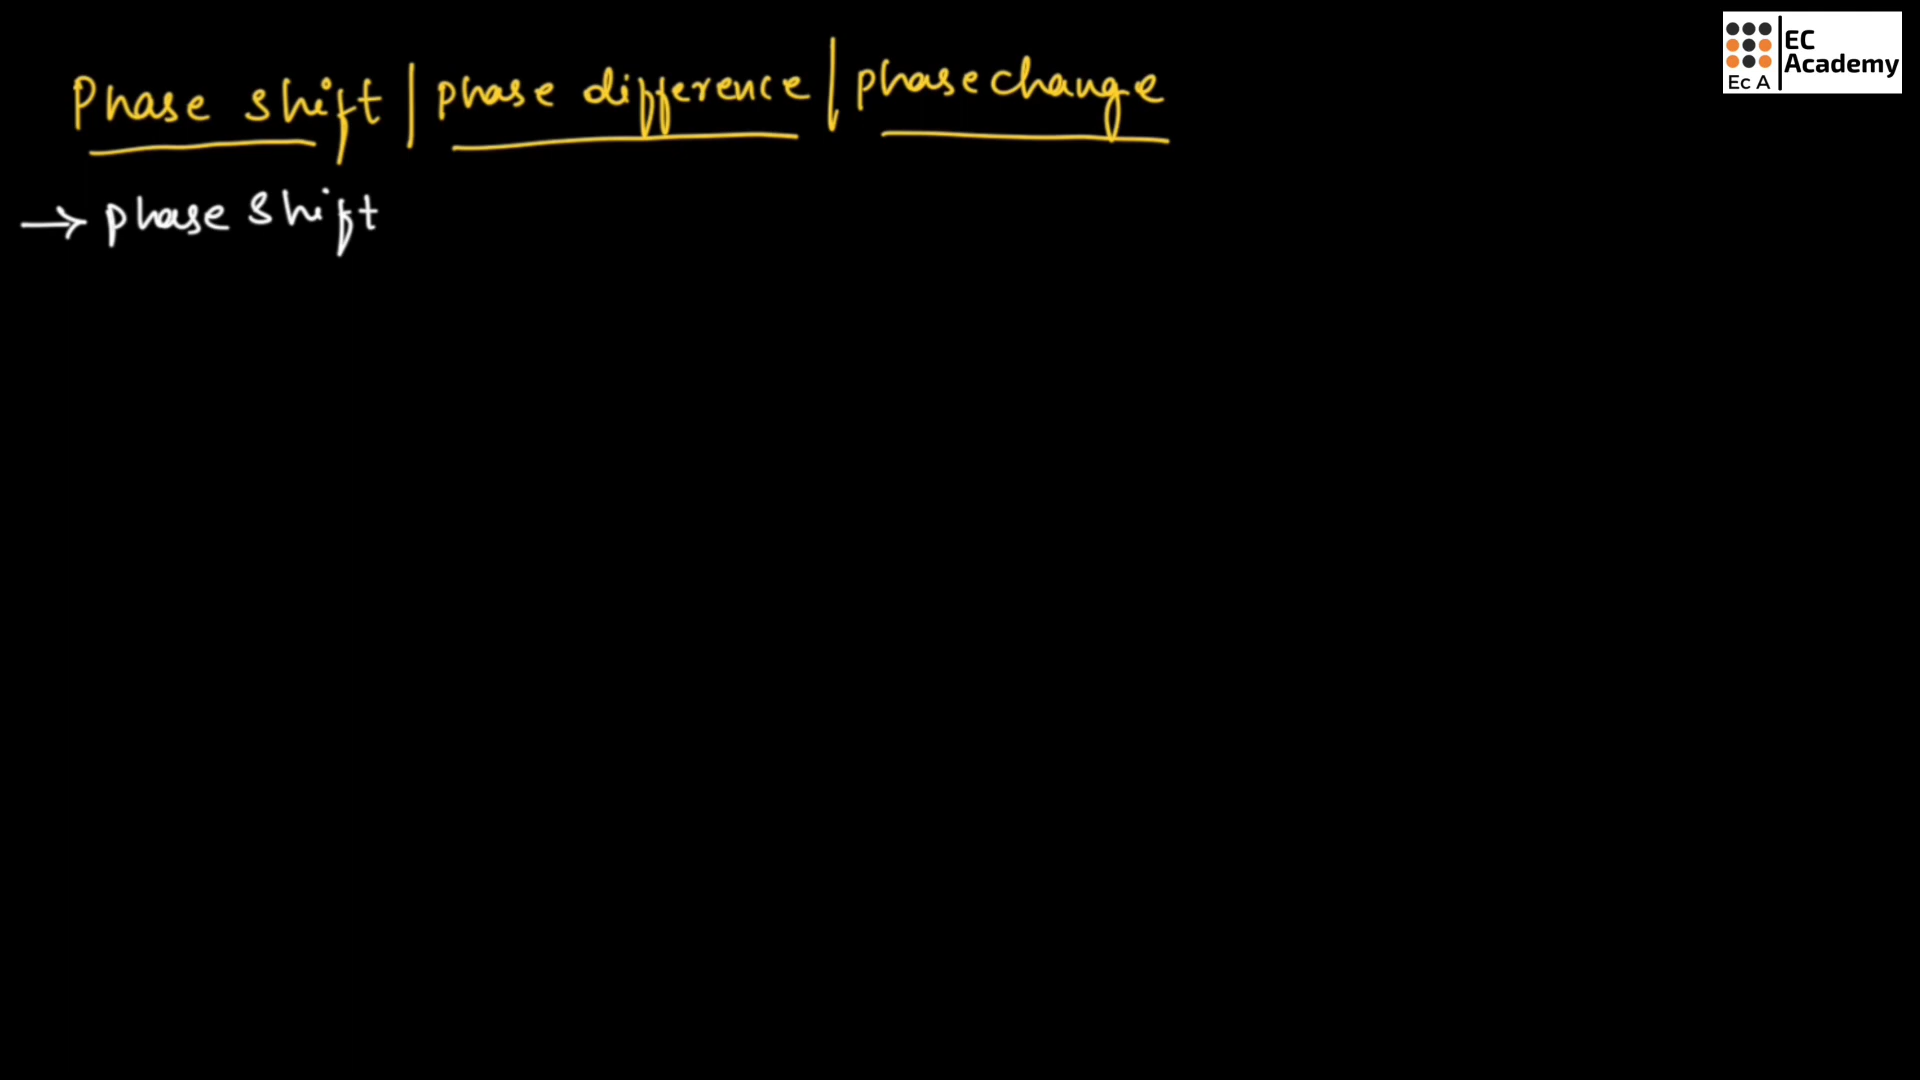 Phase shift | phase difference | phase change
→ phase shift
EC
Academy
Ec A